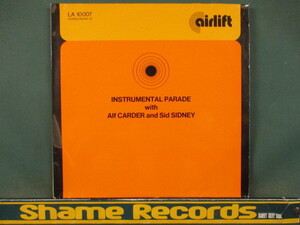 LA 10007
airlift
INSTRUMENTAL PARADE
with
Alf CARDER and Sid SIDNEY
Shame Records